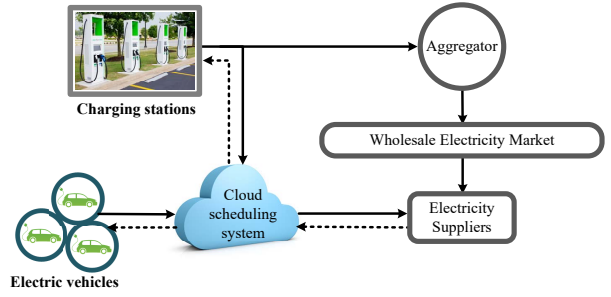 Aggregator
Charging stations
Wholesale Electricity Market
Cloud
scheduling
system
Electricity
Suppliers
Electric vehicles